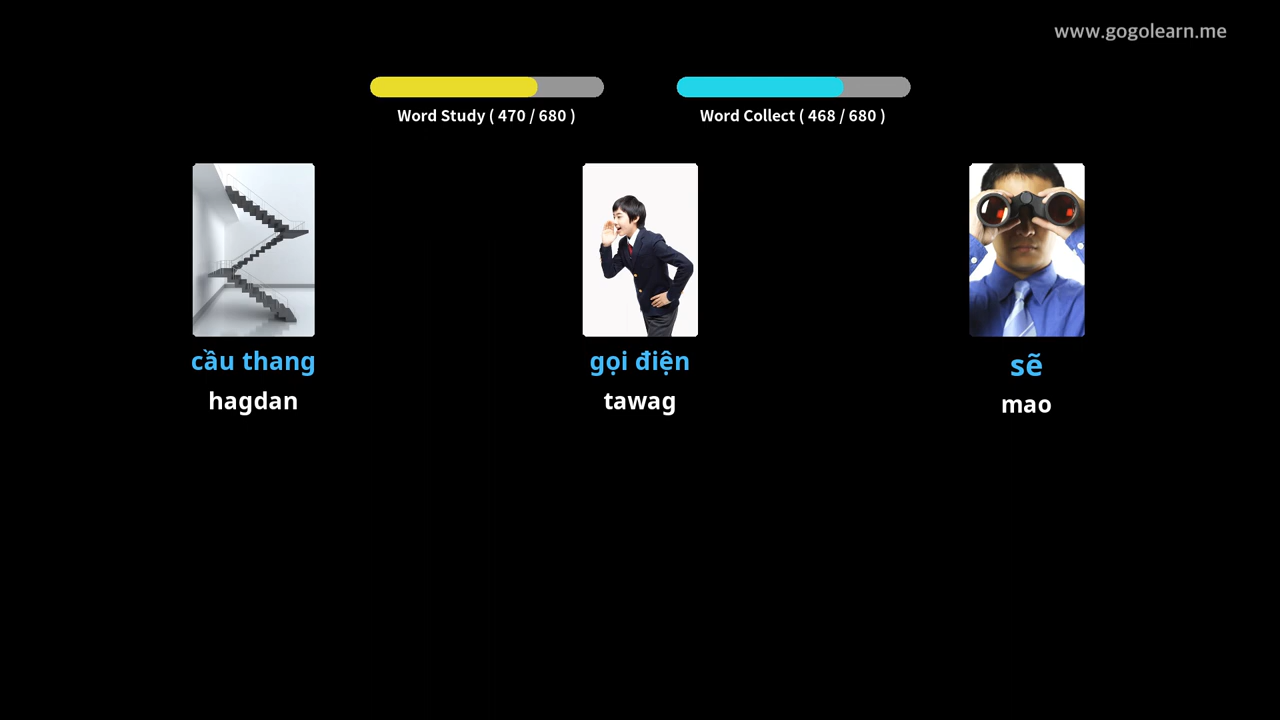 www.gogolearn.me
Word Study ( 470 / 680 )
Word Collect ( 468 / 680 )
cầu thang
hagdan
gọi điện
tawag
sẽ
mao